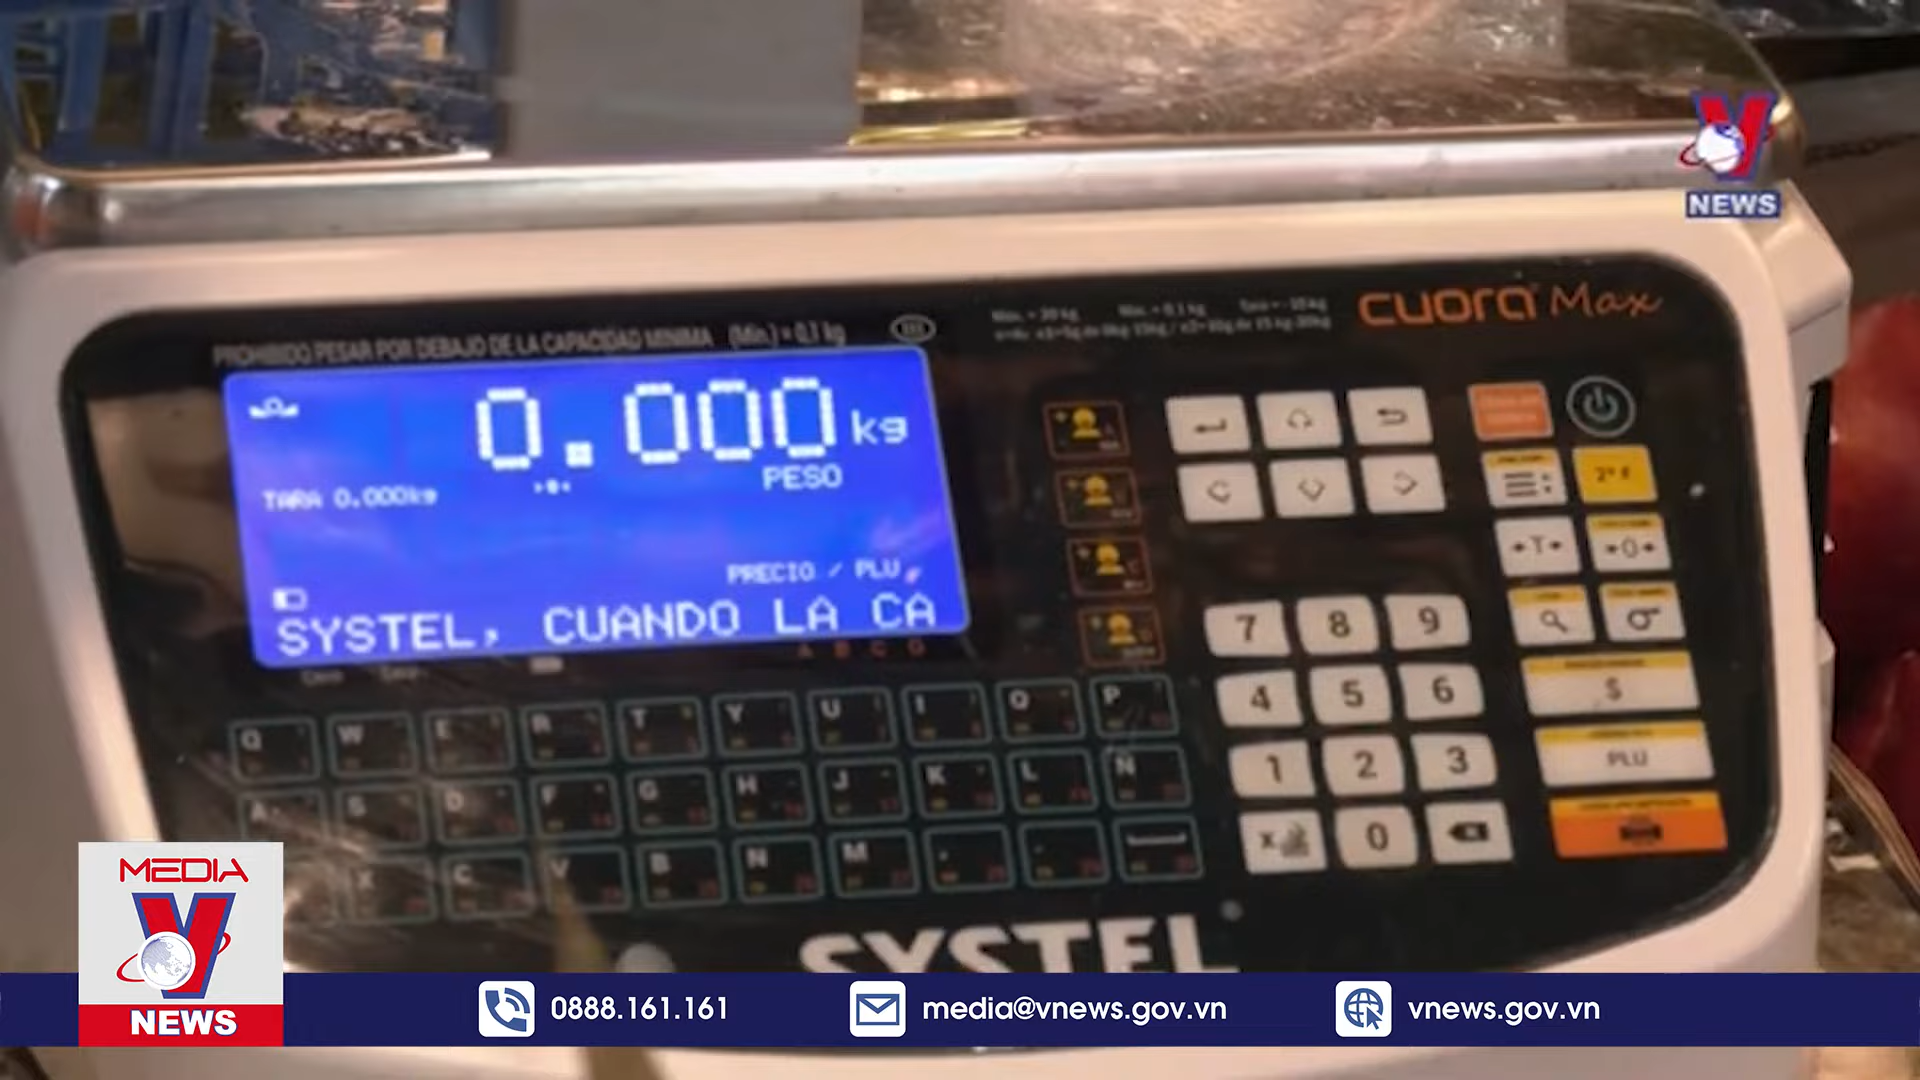 NEWS
cuora Max
PROHIBIDO PESAR POR DEBAJO DE LA CAPACIDAD MINIMA (Min.) = 0,1 kg
0.000 kg
PESO
TARA 0.000kg
PRECIO / PLU
SYSTEL, CUANDO LA CA
A B C
2° F
T
0
7 8 9
4 5 6
$
1 2 3
PLU
X 0
Q W E R T Y U I O P
A S D F G H J K L Ñ
X C V B N M
SYSTEL
MEDIA
V
NEWS
0888.161.161
media@vnews.gov.vn
vnews.gov.vn